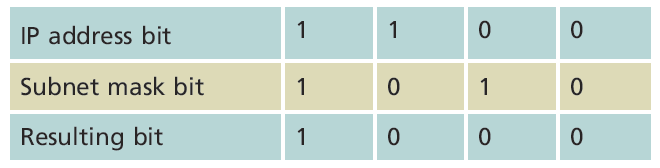 IP address bit 1 1 0 0
Subnet mask bit 1 0 1 0
Resulting bit 1 0 0 0